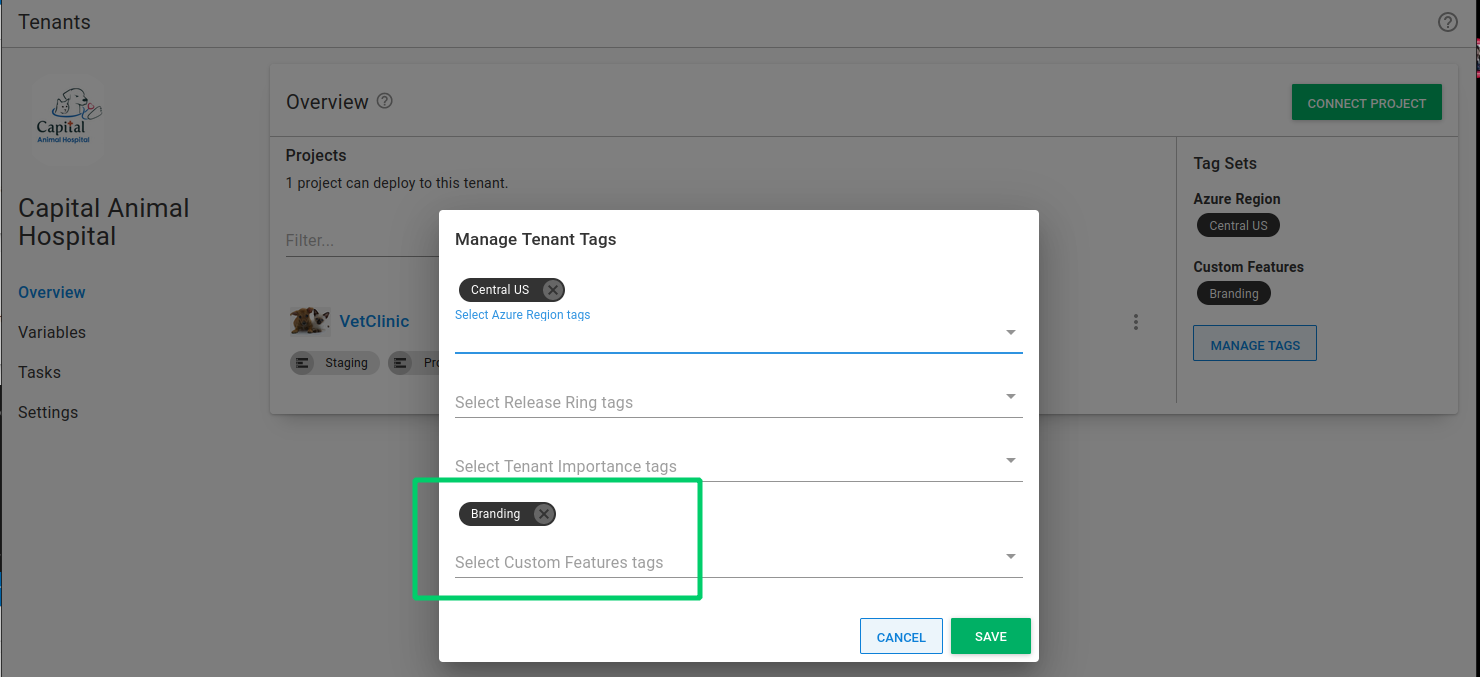 Tenants
Capital
Animal Hospital
Capital Animal
Hospital
Overview
Variables
Tasks
Settings
Overview
CONNECT PROJECT
Projects
1 project can deploy to this tenant.
Filter...
VetClinic
Staging
Tag Sets
Azure Region
Central US
Custom Features
Branding
MANAGE TAGS
Manage Tenant Tags
Central US
Select Azure Region tags
Select Release Ring tags
Select Tenant Importance tags
Branding
Select Custom Features tags
CANCEL
SAVE